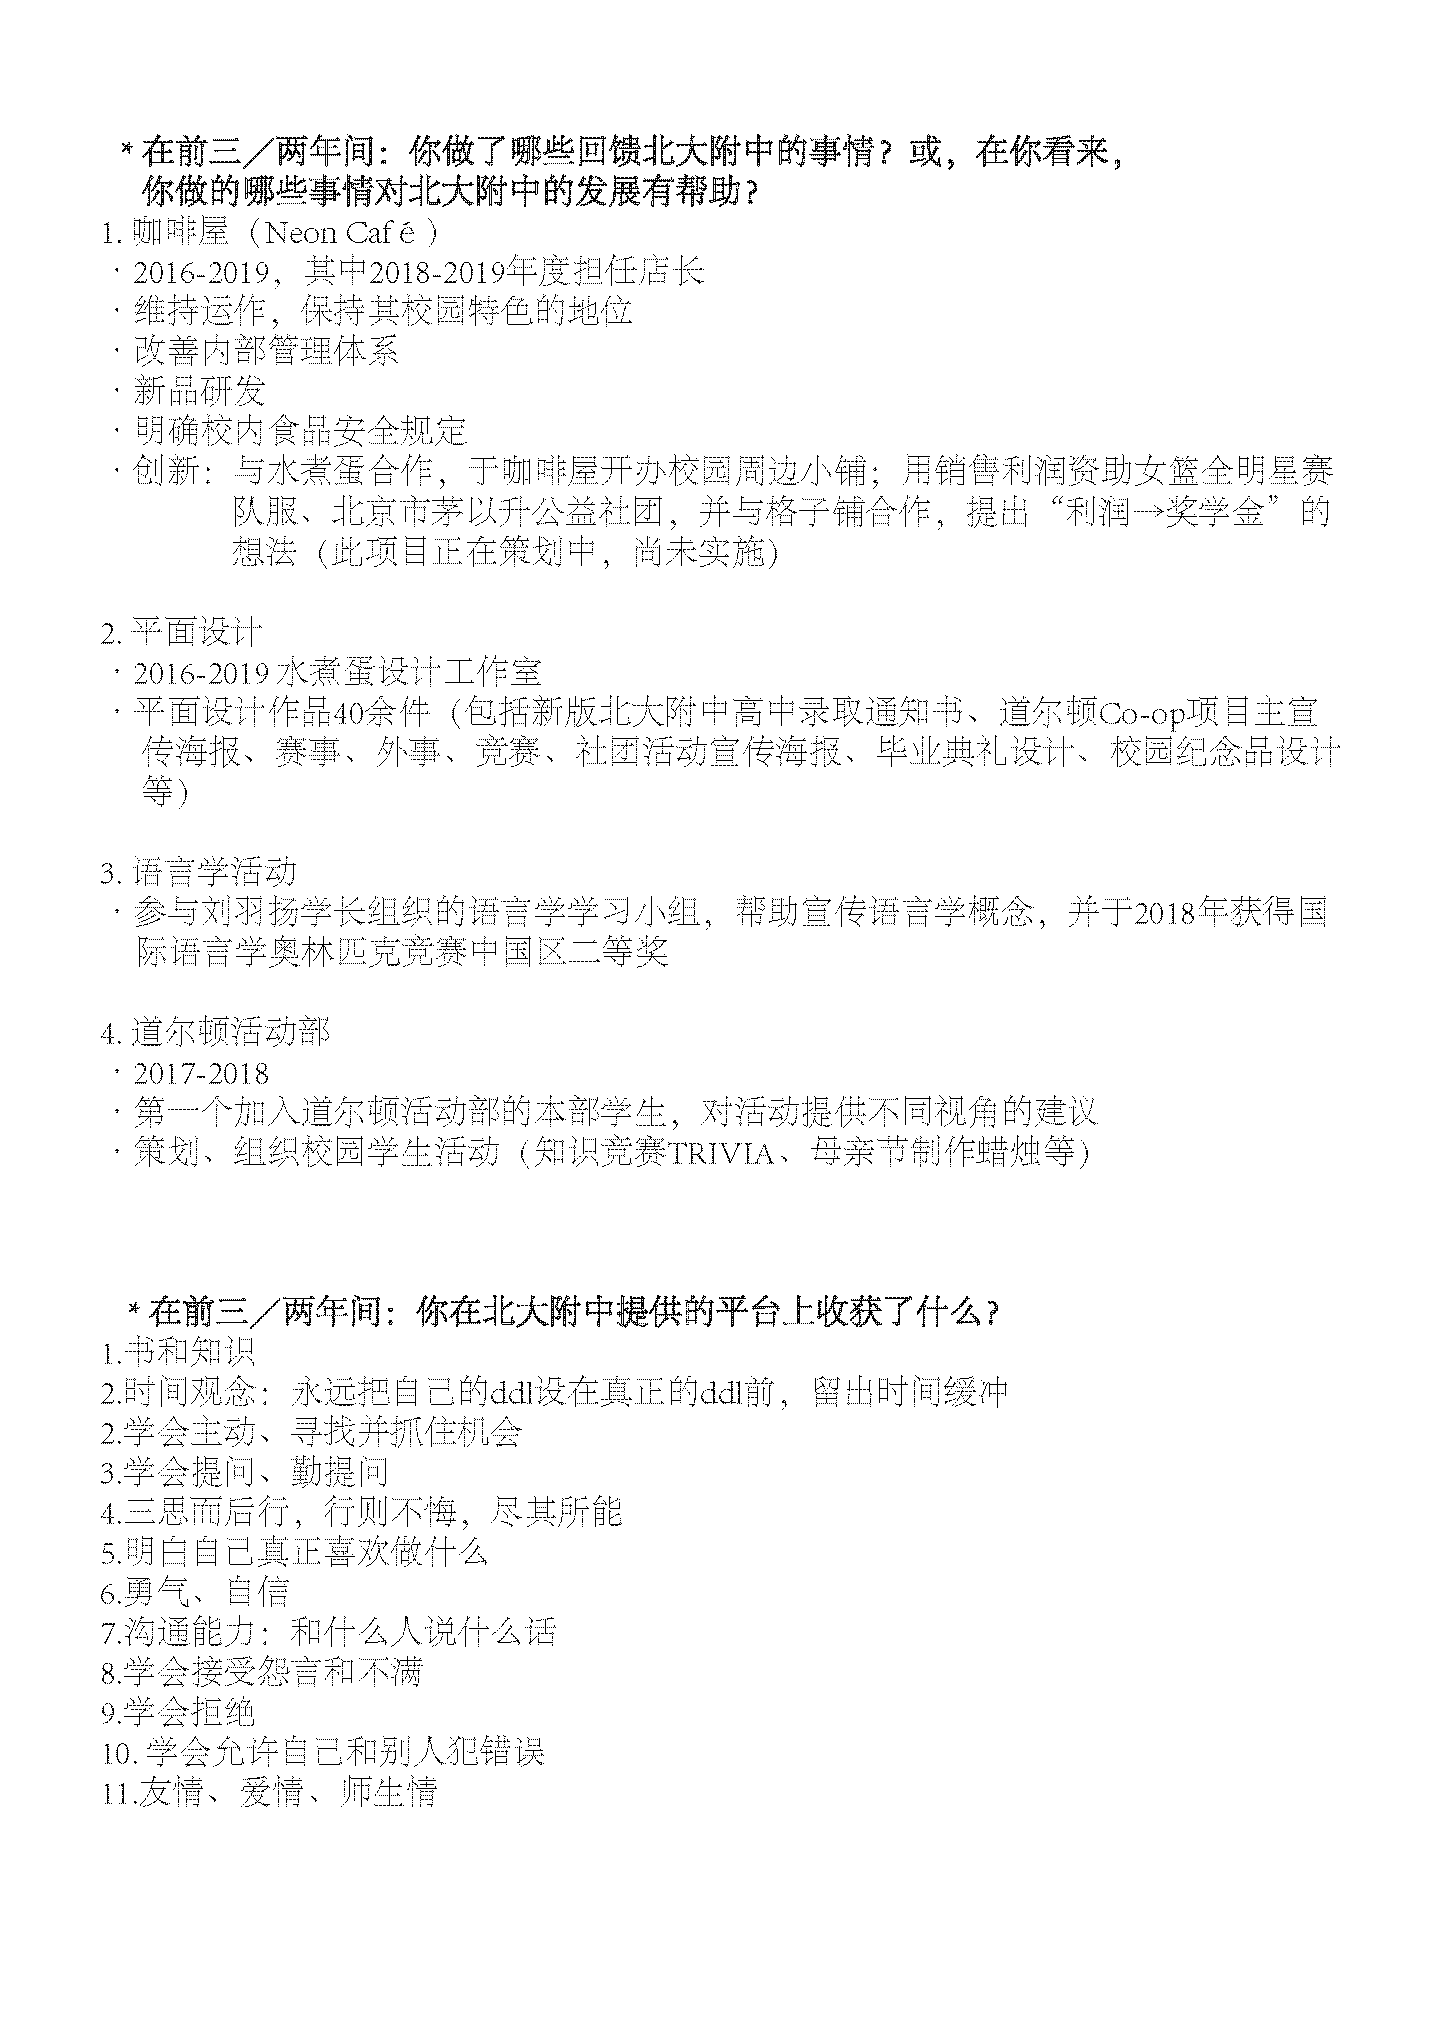 * 在前三／两年间：你做了哪些回馈北大附中的事情？或，在你看来，
你做的哪些事情对北大附中的发展有帮助？
1. 咖啡屋（Neon Café）
· 2016-2019，其中2018-2019年度担任店长
· 维持运作，保持其校园特色的地位
· 改善内部管理体系
· 新品研发
· 明确校内食品安全规定
· 创新：与水煮蛋合作，于咖啡屋开办校园周边小铺；用销售利润资助女篮全明星赛
队服、北京市茅以升公益社团，并与格子铺合作，提出“利润→奖学金”的
想法（此项目正在策划中，尚未实施）
2. 平面设计
· 2016-2019 水煮蛋设计工作室
· 平面设计作品40余件（包括新版北大附中高中录取通知书、道尔顿Co-op项目主宣
传海报、赛事、外事、竞赛、社团活动宣传海报、毕业典礼设计、校园纪念品设计
等）
3. 语言学活动
· 参与刘羽扬学长组织的语言学学习小组，帮助宣传语言学概念，并于2018年获得国
际语言学奥林匹克竞赛中国区二等奖
4. 道尔顿活动部
· 2017-2018
· 第一个加入道尔顿活动部的本部学生，对活动提供不同视角的建议
· 策划、组织校园学生活动（知识竞赛TRIVIA、母亲节制作蜡烛等）
* 在前三／两年间：你在北大附中提供的平台上收获了什么？
1.书和知识
2.时间观念：永远把自己的ddl设在真正的ddl前，留出时间缓冲
2.学会主动、寻找并抓住机会
3.学会提问、勤提问
4.三思而后行，行则不悔，尽其所能
5.明白自己真正喜欢做什么
6.勇气、自信
7.沟通能力：和什么人说什么话
8.学会接受怨言和不满
9.学会拒绝
10. 学会允许自己和别人犯错误
11.友情、爱情、师生情